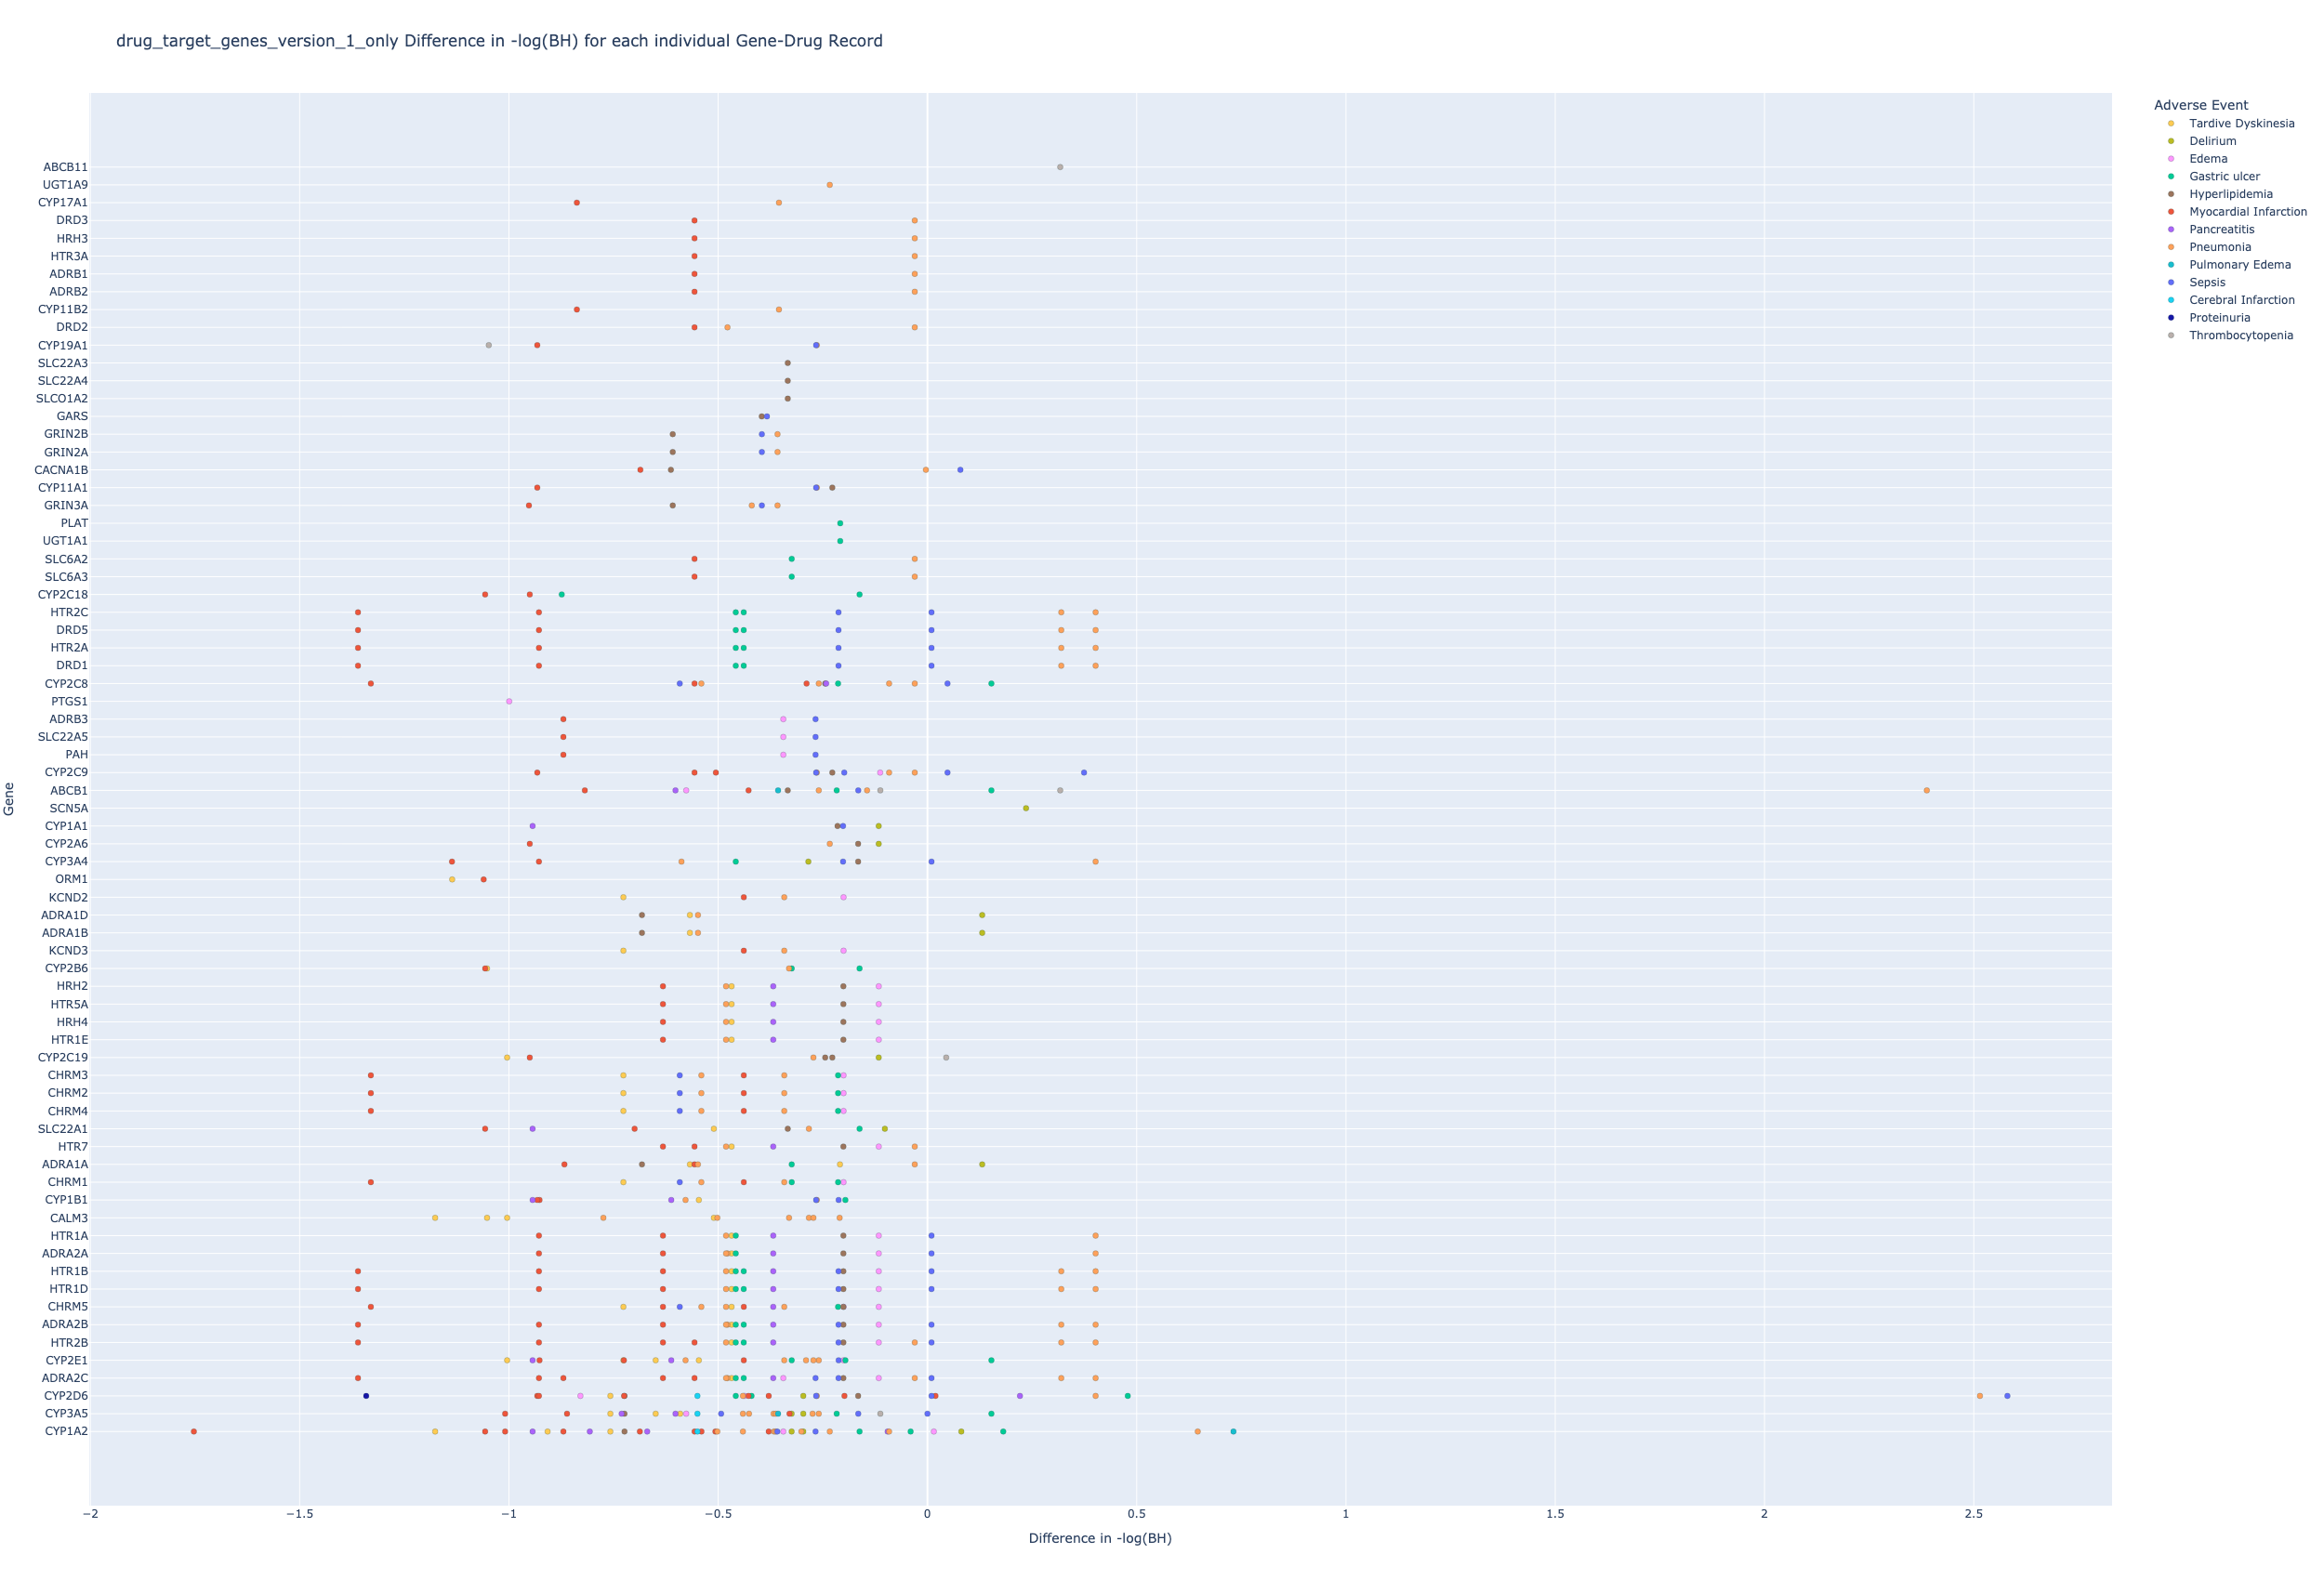 drug_target_genes_version_1_only Difference in -log(BH) for each individual Gene-Drug Record
Adverse Event
Tardive Dyskinesia
Delirium
Edema
Gastric ulcer
Hyperlipidemia
Myocardial Infarction
Pancreatitis
Pneumonia
Pulmonary Edema
Sepsis
Cerebral Infarction
Proteinuria
Thrombocytopenia
Gene
ABCB11
UGT1A9
CYP17A1
DRD3
HRH3
HTR3A
ADRB1
ADRB2
CYP11B2
DRD2
CYP19A1
SLC22A3
SLC22A4
SLCO1A2
GARS
GRIN2B
GRIN2A
CACNA1B
CYP11A1
GRIN3A
PLAT
UGT1A1
SLC6A2
SLC6A3
CYP2C18
HTR2C
DRD5
HTR2A
DRD1
CYP2C8
PTGS1
ADRB3
SLC22A5
PAH
CYP2C9
ABCB1
SCN5A
CYP1A1
CYP2A6
CYP3A4
ORM1
KCND2
ADRA1D
ADRA1B
KCND3
CYP2B6
HRH2
HTR5A
HRH4
HTR1E
CYP2C19
CHRM3
CHRM2
CHRM4
SLC22A1
HTR7
ADRA1A
CHRM1
CYP1B1
CALM3
HTR1A
ADRA2A
HTR1B
HTR1D
CHRM5
ADRA2B
HTR2B
CYP2E1
ADRA2C
CYP2D6
CYP3A5
CYP1A2
−2 −1.5 −1 −0.5 0 0.5 1 1.5 2 2.5
Difference in -log(BH)